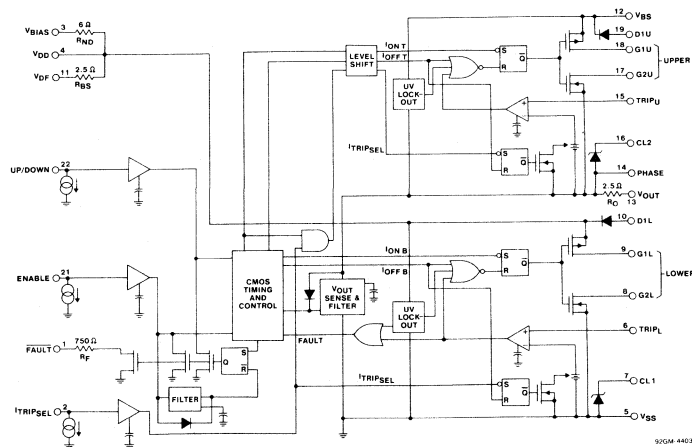 VBIAS 3 6 Ω RND
VDD 4
VDF 11 2.5 Ω RBS
UP/DOWN 22
ENABLE 21
FAULT 1 750 Ω RF
ITRIPSEL 2
FILTER
CMOS
TIMING
AND
CONTROL
Q S
R
LEVEL
SHIFT
ION T
IOFF T
ITRIPSEL
UV
LOCK-
OUT
S Q
R
S Q
R
12 VBS
19 D1U
18 G1U
17 G2U
UPPER
15 TRIPU
16 CL2
14 PHASE
2.5 Ω RO VOUT 13
10 D1L
ION B
IOFF B
VOUT
SENSE &
FILTER
FAULT
UV
LOCK-
OUT
S Q
R
ITRIPSEL
S Q
R
9 G1L
8 G2L
LOWER
6 TRIPL
7 CL1
5 VSS
92GM-4403